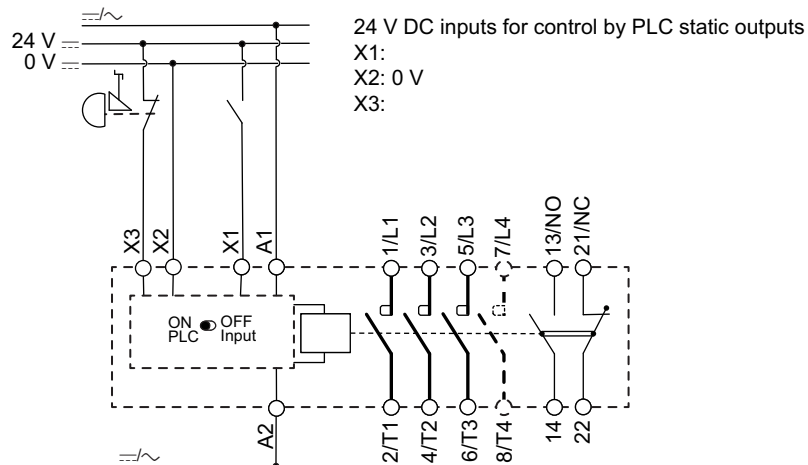 24 V DC inputs for control by PLC static outputs
X1:
X2: 0 V
X3:
24 V
0 V
X3
X2
X1
A1
1/L1
3/L2
5/L3
7/L4
13/NO
21/NC
ON OFF
PLC Input
A2
2/T1
4/T2
6/T3
8/T4
14
22